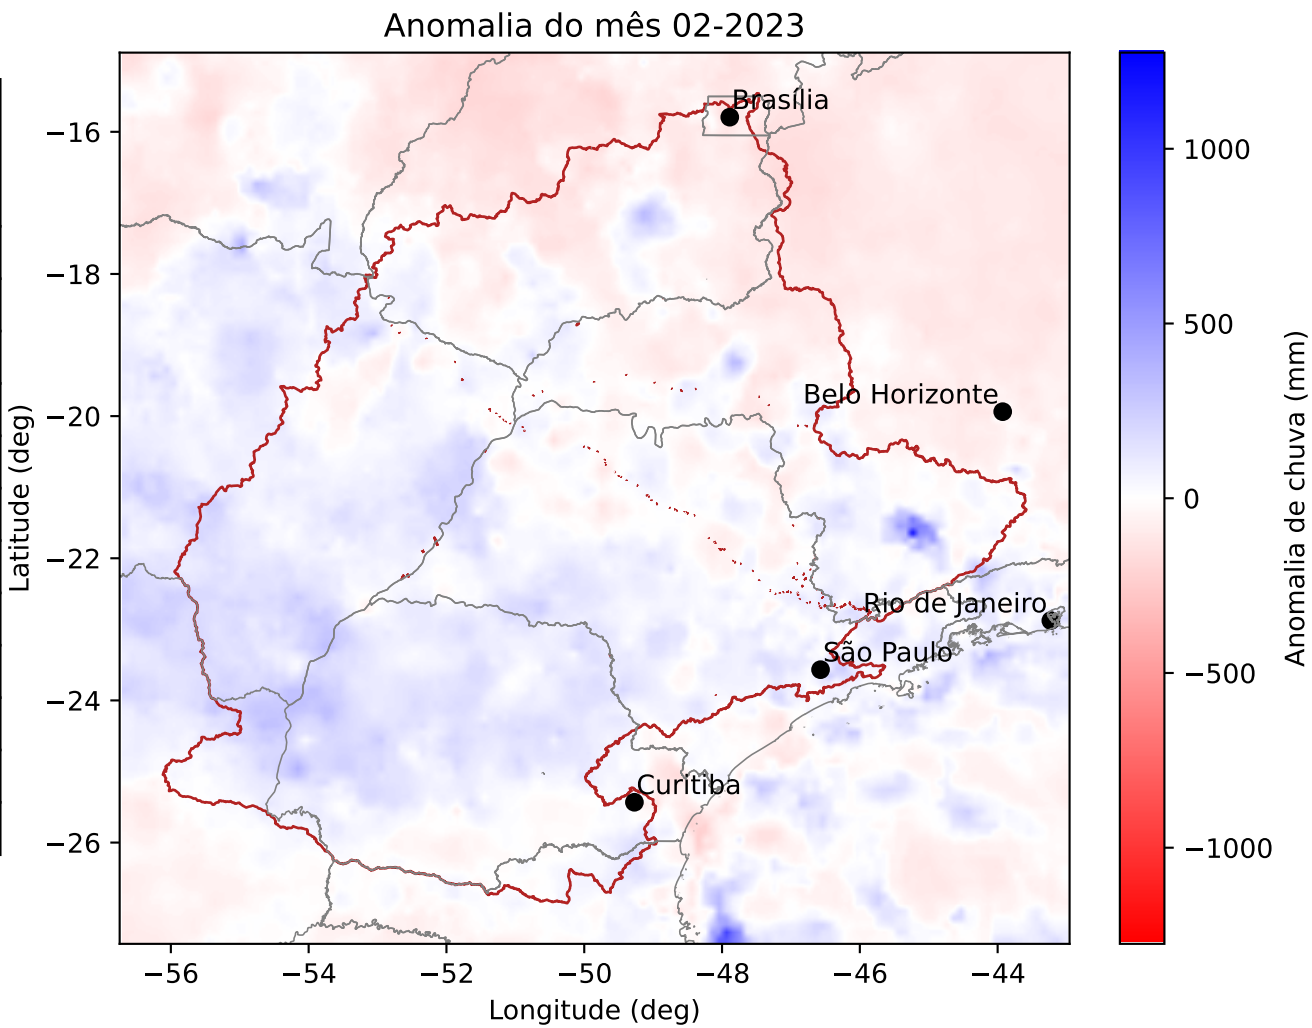 Anomalia do mês 02-2023
Brasília
Belo Horizonte
Rio de Janeiro
São Paulo
Curitiba
−16
−18
−20
−22
−24
−26
Latitude (deg)
−56
−54
−52
−50
−48
−46
−44
Longitude (deg)
1000
500
0
−500
−1000
Anomalia de chuva (mm)